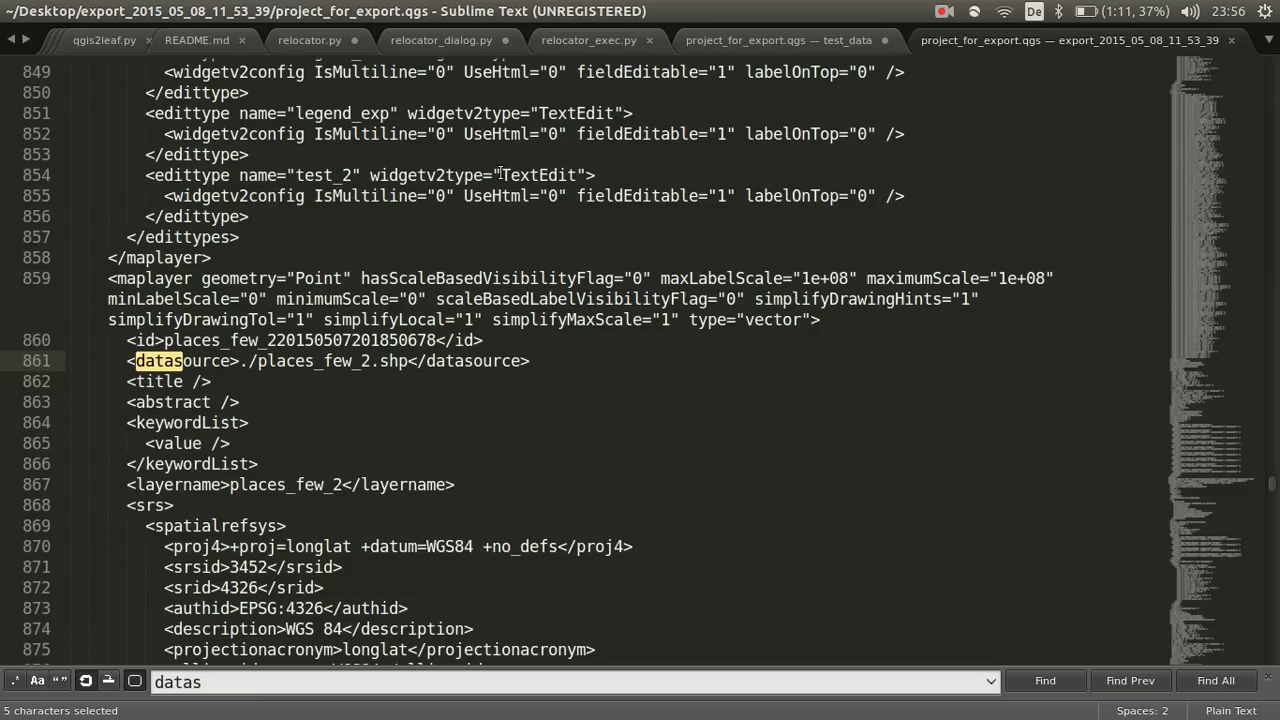 ~/Desktop/export_2015_05_08_11_53_39/project_for_export.qgs - Sublime Text (UNREGISTERED)
De
(1:11, 37%)
23:56
qgis2leaf.py
README.md
relocator.py
relocator_dialog.py
relocator_exec.py
project_for_export.qgs — test_data
project_for_export.qgs — export_2015_05_08_11_53_39
849 <widgetv2config IsMultiline="0" UseHtml="0" fieldEditable="1" labelOnTop="0" />
850 </edittype>
851 <edittype name="legend_exp" widgetv2type="TextEdit">
852 <widgetv2config IsMultiline="0" UseHtml="0" fieldEditable="1" labelOnTop="0" />
853 </edittype>
854 <edittype name="test_2" widgetv2type="TextEdit">
855 <widgetv2config IsMultiline="0" UseHtml="0" fieldEditable="1" labelOnTop="0" />
856 </edittype>
857 </edittypes>
858 </maplayer>
859 <maplayer geometry="Point" hasScaleBasedVisibilityFlag="0" maxLabelScale="1e+08" maximumScale="1e+08"
minLabelScale="0" minimumScale="0" scaleBasedLabelVisibilityFlag="0" simplifyDrawingHints="1"
simplifyDrawingTol="1" simplifyLocal="1" simplifyMaxScale="1" type="vector">
860 <id>places_few_220150507201850678</id>
861 <datasource>./places_few_2.shp</datasource>
862 <title />
863 <abstract />
864 <keywordList>
865 <value />
866 </keywordList>
867 <layername>places_few_2</layername>
868 <srs>
869 <spatialrefsys>
870 <proj4>+proj=longlat +datum=WGS84 +no_defs</proj4>
871 <srsid>3452</srsid>
872 <srid>4326</srid>
873 <authid>EPSG:4326</authid>
874 <description>WGS 84</description>
875 <projectionacronym>longlat</projectionacronym>
.* Aa “” datas Find Find Prev Find All
5 characters selected
Spaces: 2
Plain Text